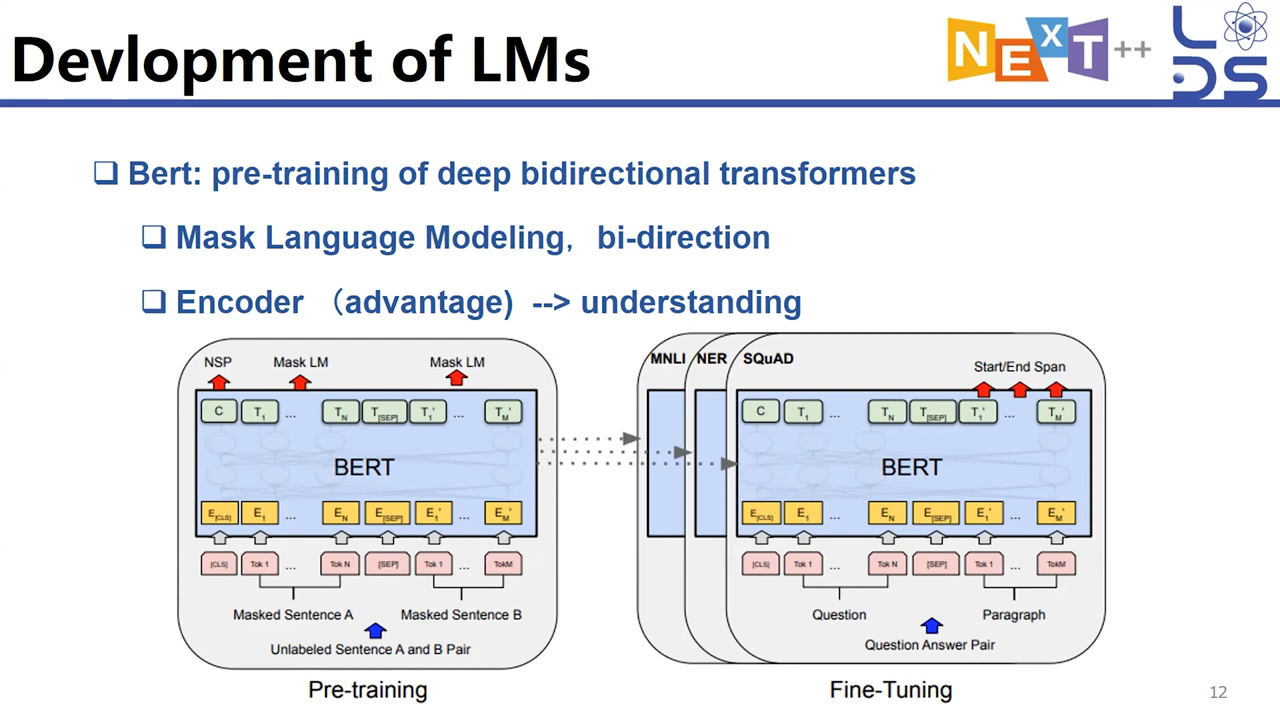 Devlopment of LMs
NExT++
LDS
Bert: pre-training of deep bidirectional transformers
Mask Language Modeling， bi-direction
Encoder （advantage) --> understanding
NSP Mask LM Mask LM
C T1 ... TN T[SEP] T1' ... TM'
BERT
E[CLS] E1 ... EN E[SEP] E1' ... EM'
[CLS] Tok 1 ... Tok N [SEP] Tok 1 ... TokM
Masked Sentence A Masked Sentence B
Unlabeled Sentence A and B Pair
Pre-training
MNLI NER SQuAD
Start/End Span
C T1 ... TN T[SEP] T1' ... TM'
BERT
E[CLS] E1 ... EN E[SEP] E1' ... EM'
[CLS] Tok 1 ... Tok N [SEP] Tok 1 ... TokM
Question Paragraph
Question Answer Pair
Fine-Tuning
12